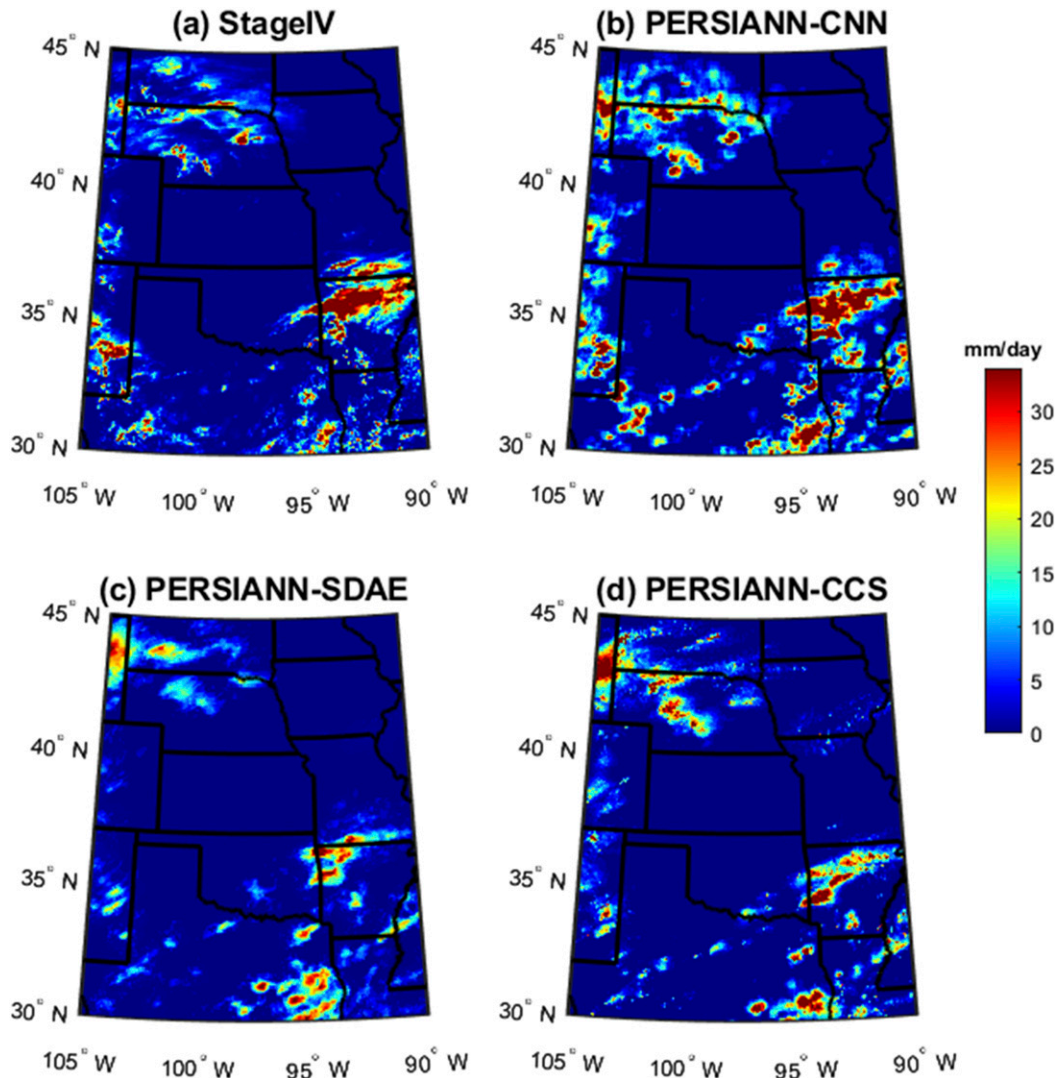 (a) StageIV
45° N
40° N
35° N
30° N
105° W
100° W
95° W
90° W
(b) PERSIANN-CNN
45° N
40° N
35° N
30° N
105° W
100° W
95° W
90° W
mm/day
30
25
20
15
10
5
0
(c) PERSIANN-SDAE
45° N
40° N
35° N
30° N
105° W
100° W
95° W
90° W
(d) PERSIANN-CCS
45° N
40° N
35° N
30° N
105° W
100° W
95° W
90° W